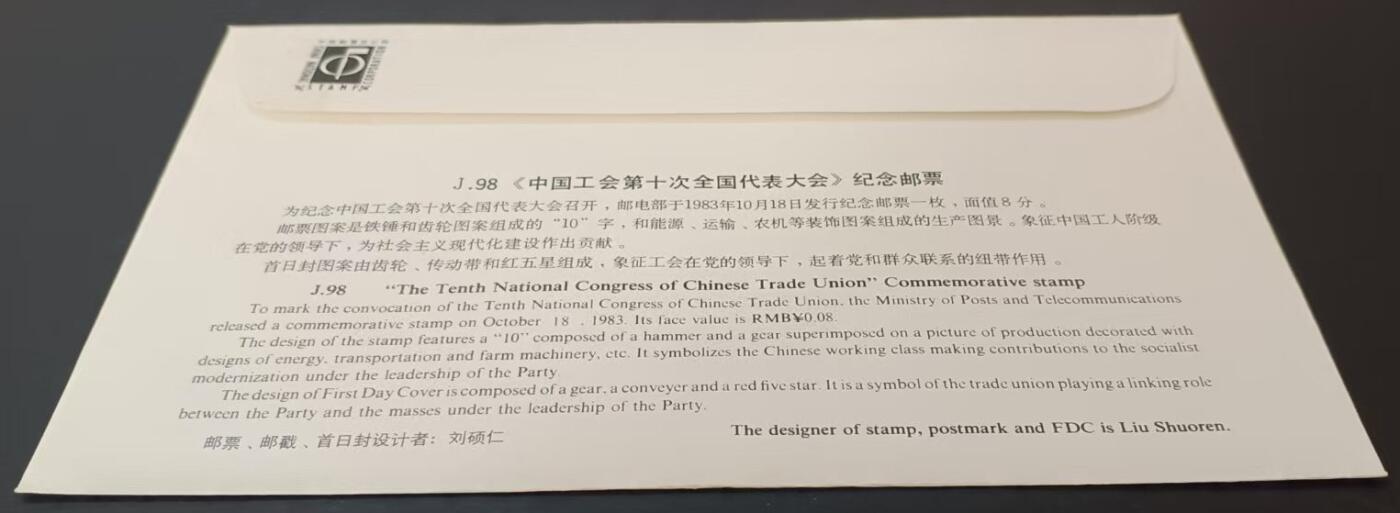 CORPORATION
J.98《中国工会第十次全国代表大会》纪念邮票
为纪念中国工会第十次全国代表大会召开，邮电部于1983年10月18日发行纪念邮票一枚，面值8分。
邮票图案是铁锤和齿轮图案组成的“10”字，和能源、运输、农机等装饰图案组成的生产图景。象征中国工人阶级
在党的领导下，为社会主义现代化建设作出贡献。
首日封图案由齿轮、传动带和红五星组成，象征工会在党的领导下，起着党和群众联系的纽带作用。
J.98 “The Tenth National Congress of Chinese Trade Union” Commemorative stamp
To mark the convocation of the Tenth National Congress of Chinese Trade Union, the Ministry of Posts and Telecommunications
released a commemorative stamp on October 18 . 1983. Its face value is RMB¥0.08.
The design of the stamp features a “10” composed of a hammer and a gear superimposed on a picture of production decorated with
designs of energy, transportation and farm machinery, etc. It symbolizes the Chinese working class making contributions to the socialist
modernization under the leadership of the Party
The design of First Day Cover is composed of a gear, a conveyer and a red five star. It is a symbol of the trade union playing a linking role
between the Party and the masses under the leadership of the Party.
邮票、邮戳、首日封设计者：刘硕仁
The designer of stamp, postmark and FDC is Liu Shuoren.